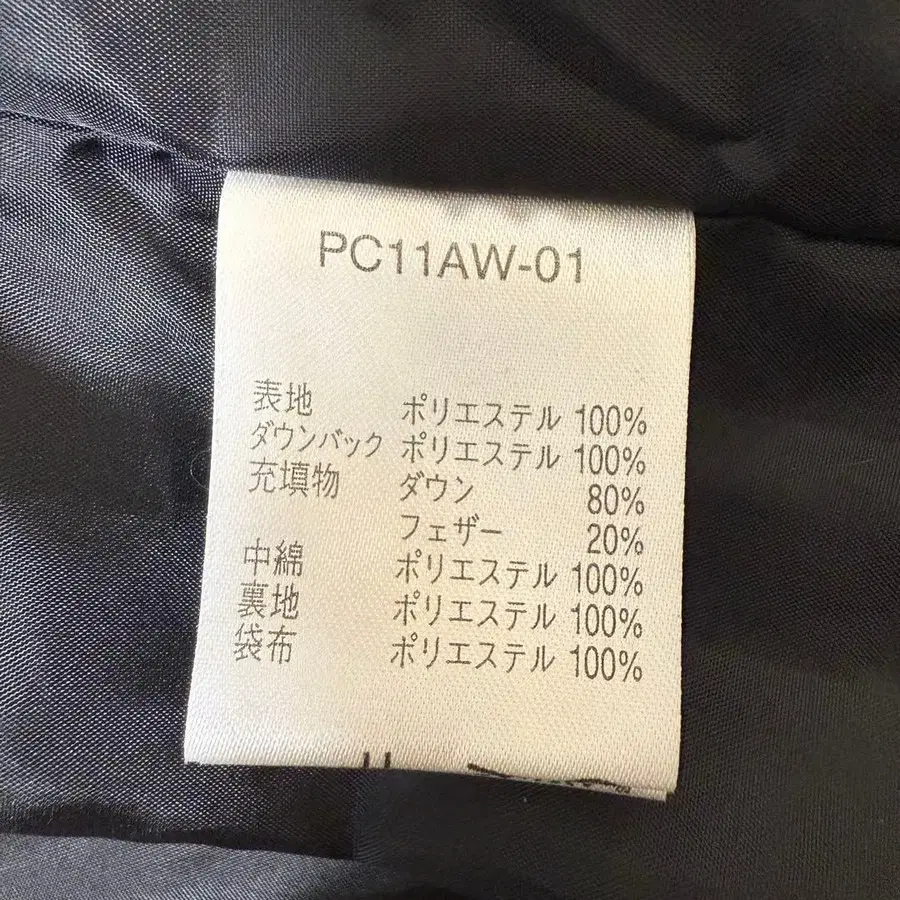 PC11AW-01
表地 ポリエステル 100%
ダウンバック ポリエステル 100%
充填物 ダウン 80%
フェザー 20%
中綿 ポリエステル 100%
裏地 ポリエステル 100%
袋布 ポリエステル 100%